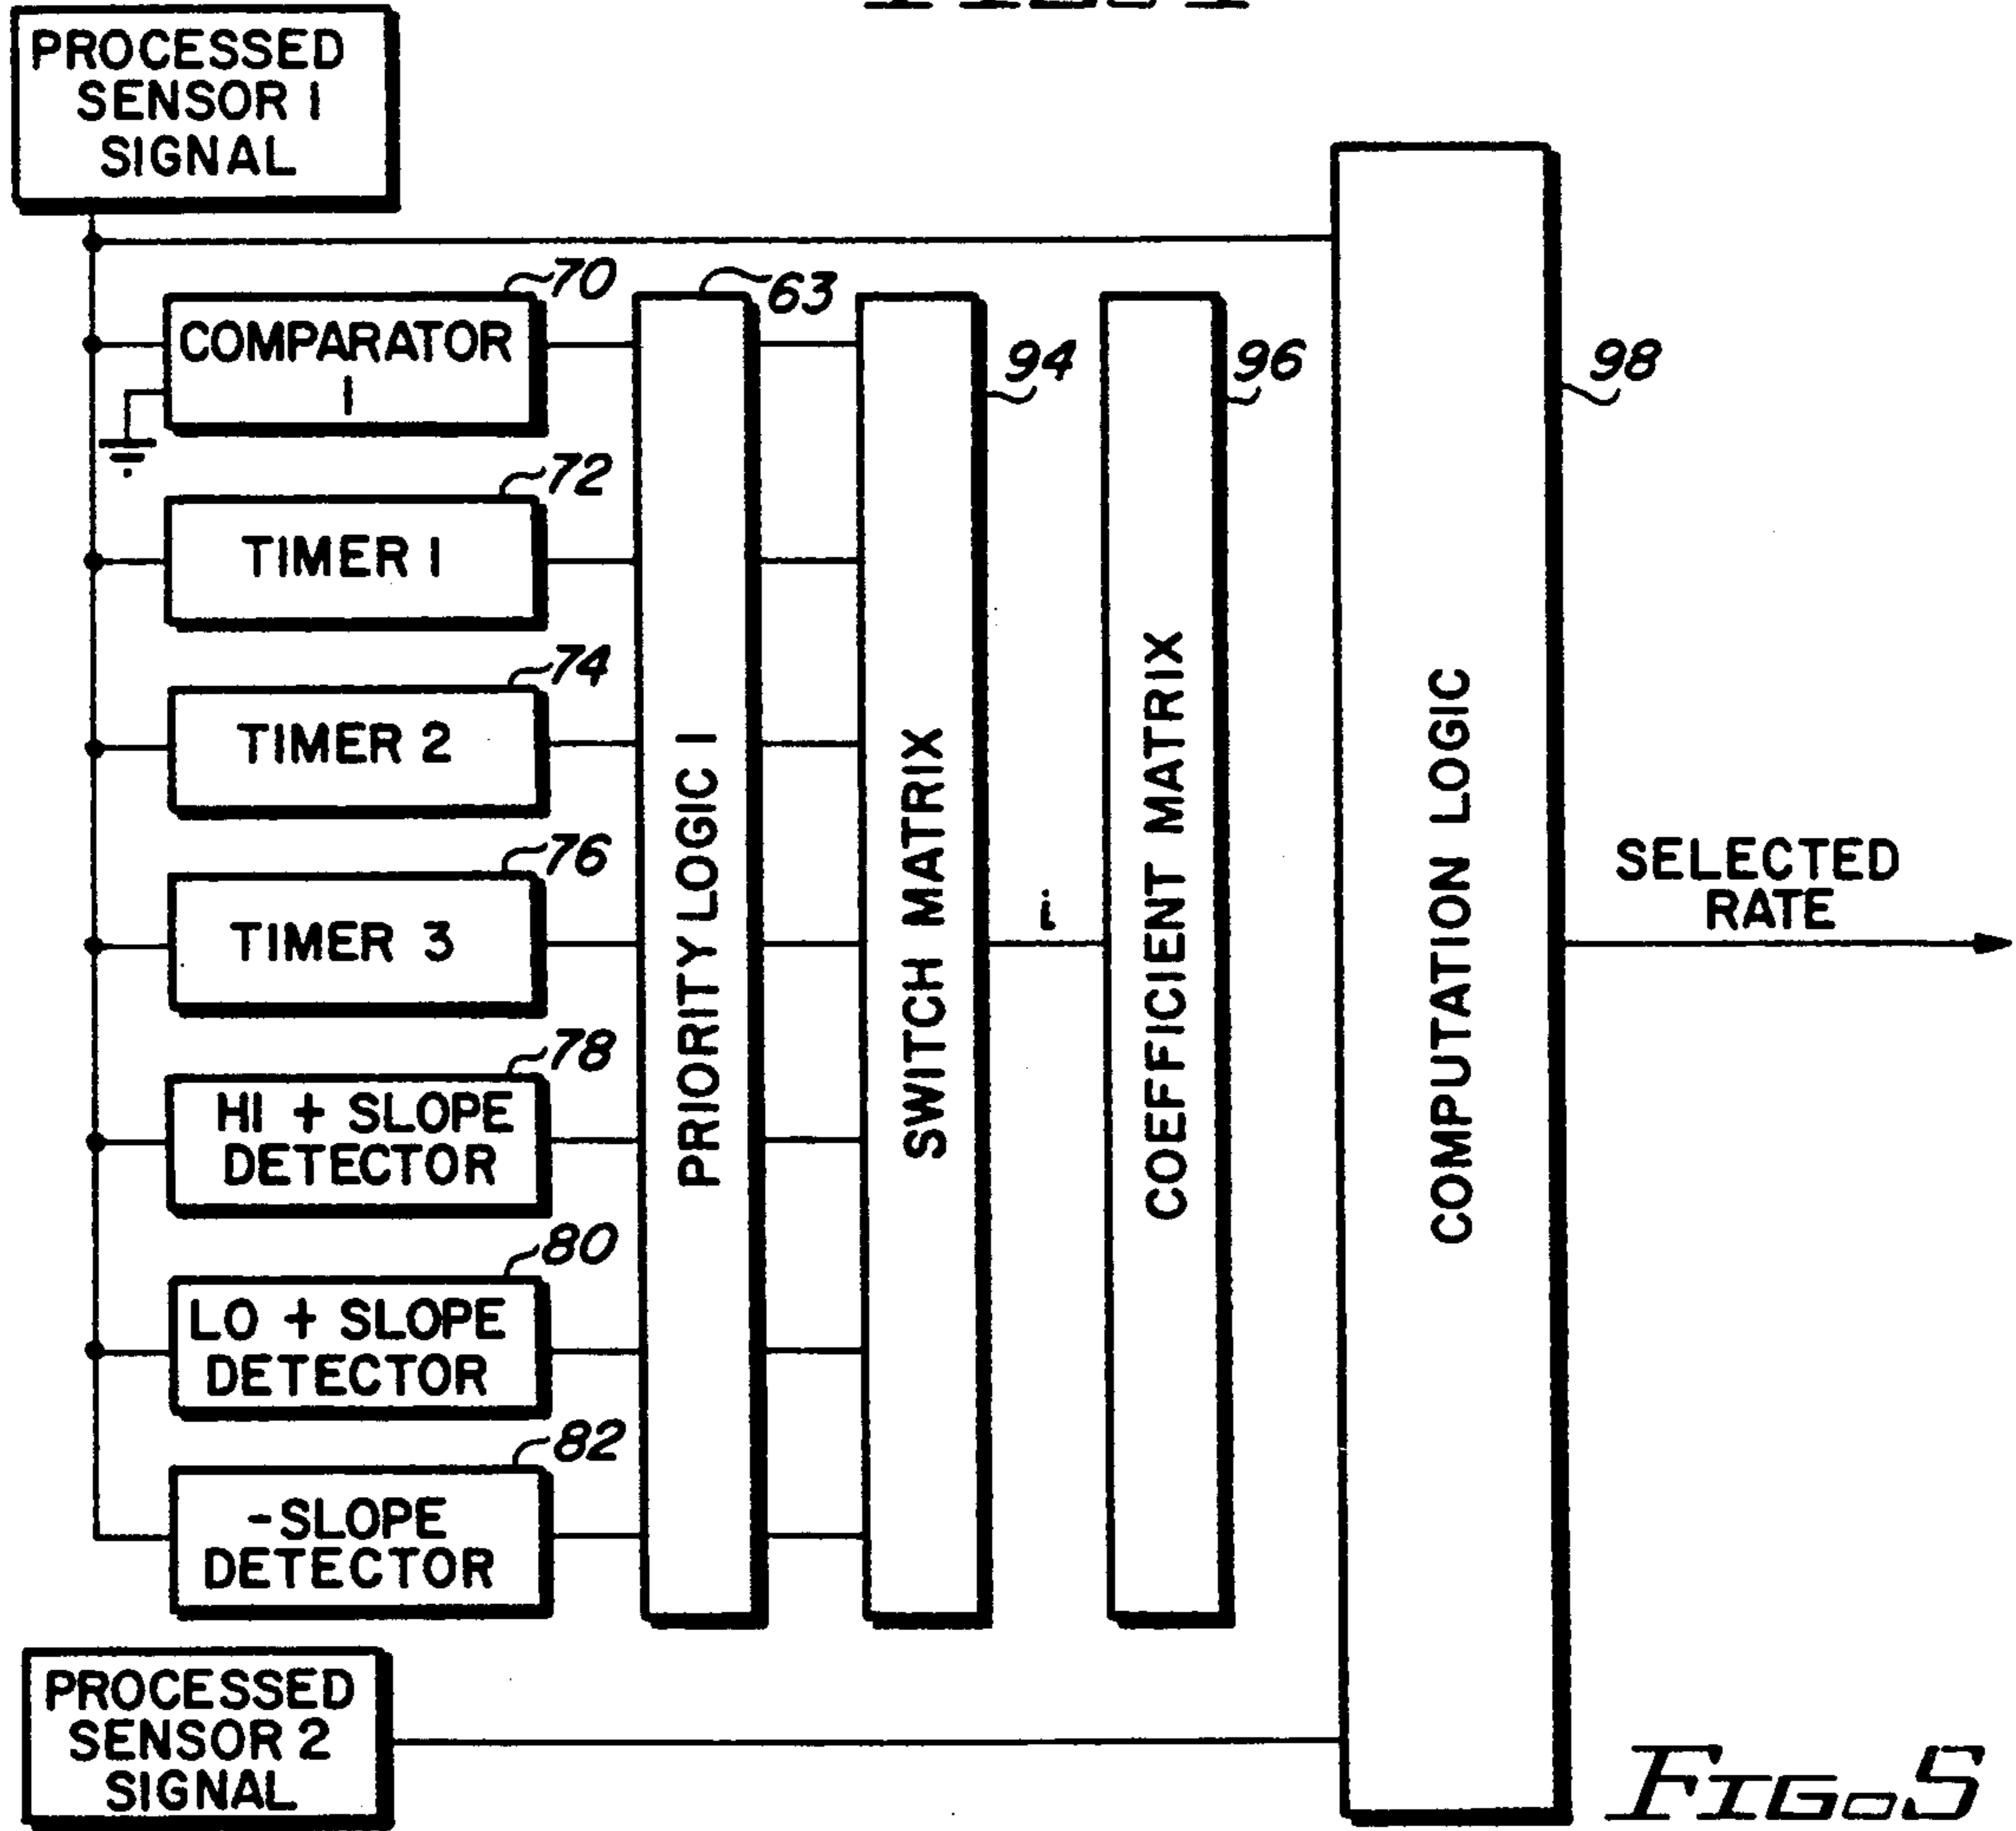 PROCESSED
SENSOR 1
SIGNAL
70
COMPARATOR
1
63
94
96
98
72
TIMER 1
74
TIMER 2
76
TIMER 3
78
HI + SLOPE
DETECTOR
80
LO + SLOPE
DETECTOR
82
-SLOPE
DETECTOR
PRIORITY LOGIC 1
SWITCH MATRIX
i
COEFFICIENT MATRIX
COMPUTATION LOGIC
SELECTED
RATE
PROCESSED
SENSOR 2
SIGNAL
FIG. 5